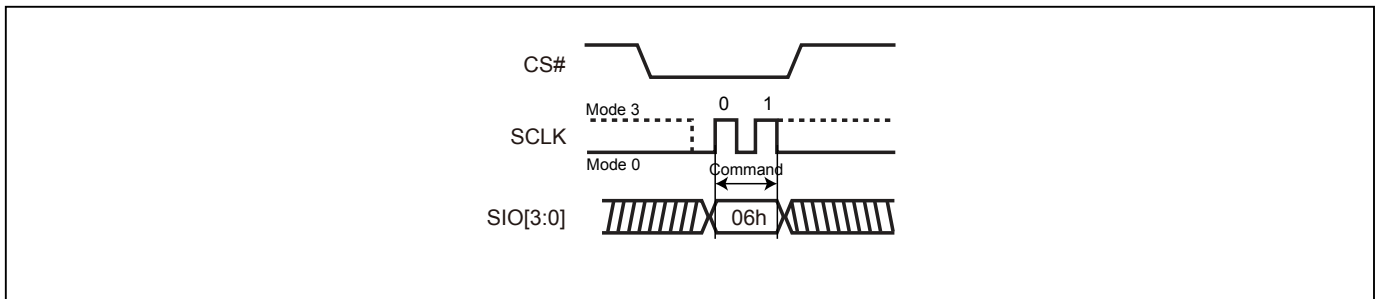 CS#
Mode 3
0 1
SCLK
Mode 0
Command
SIO[3:0]
06h